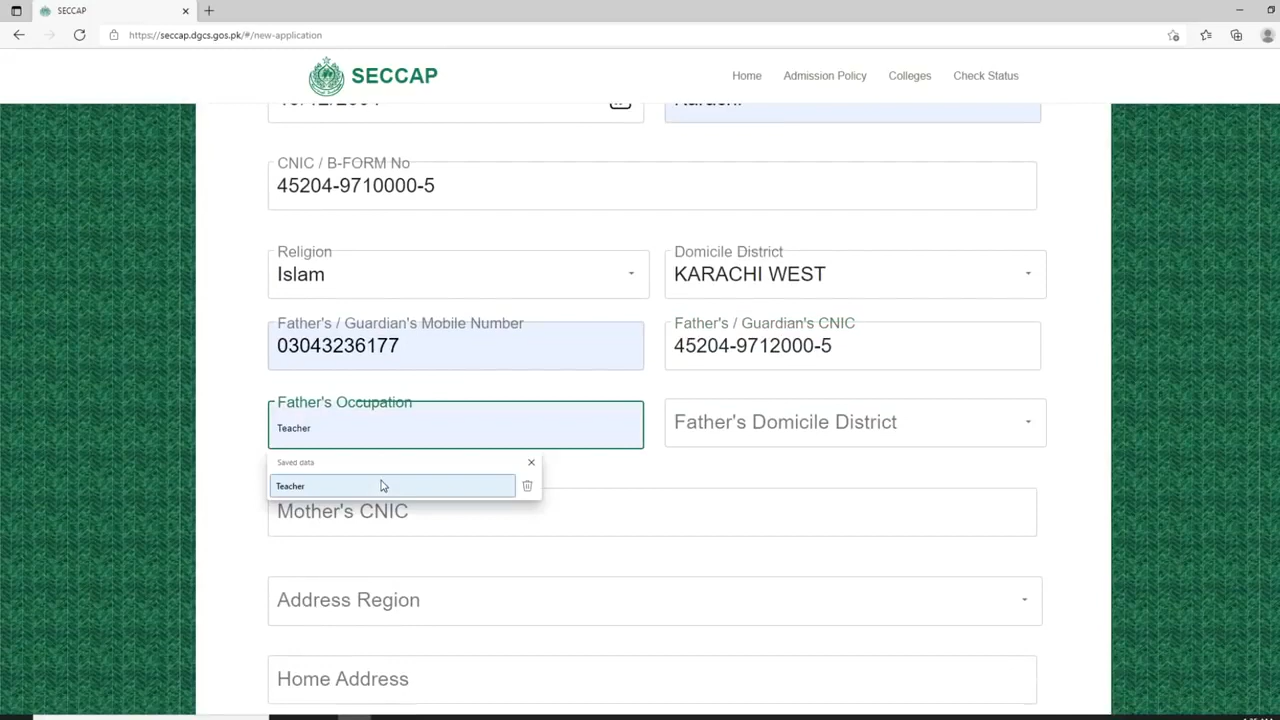 SECCAP
https://seccap.dgcs.gos.pk/#/new-application
SECCAP
Home
Admission Policy
Colleges
Check Status
CNIC / B-FORM No
45204-9710000-5
Religion
Islam
Domicile District
KARACHI WEST
Father's / Guardian's Mobile Number
03043236177
Father's / Guardian's CNIC
45204-9712000-5
Father's Occupation
Teacher
Father's Domicile District
Saved data
Teacher
Mother's CNIC
Address Region
Home Address